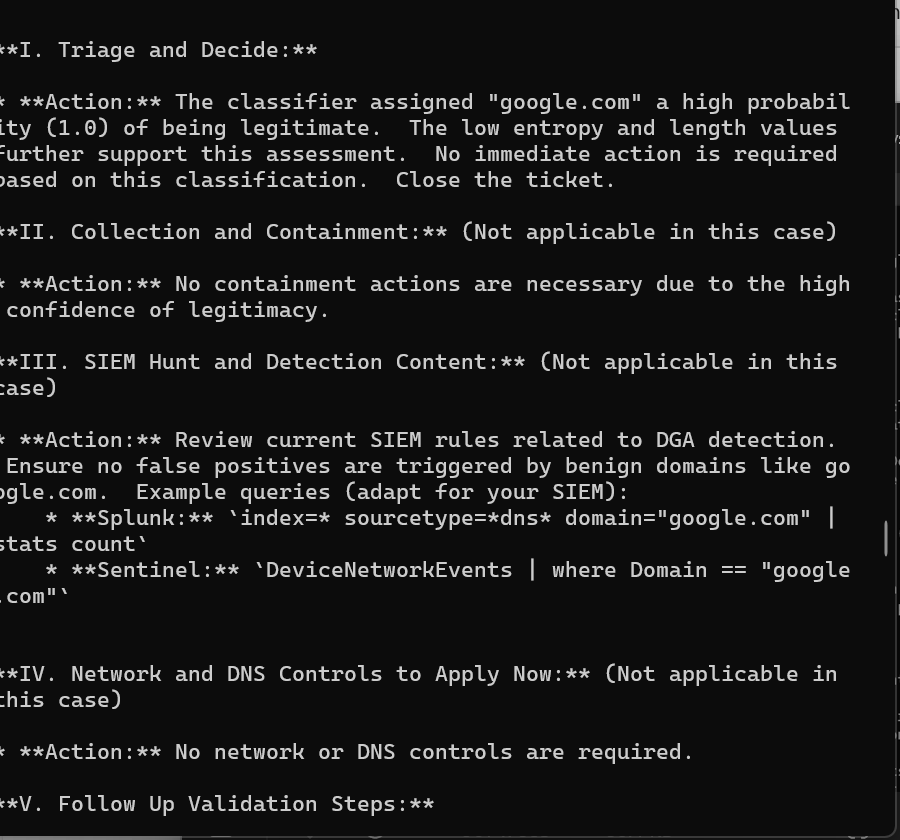 **I. Triage and Decide:**
* **Action:** The classifier assigned "google.com" a high probabil
ity (1.0) of being legitimate.  The low entropy and length values
further support this assessment.  No immediate action is required
based on this classification.  Close the ticket.
**II. Collection and Containment:** (Not applicable in this case)
* **Action:** No containment actions are necessary due to the high
confidence of legitimacy.
**III. SIEM Hunt and Detection Content:** (Not applicable in this
case)
* **Action:** Review current SIEM rules related to DGA detection.
Ensure no false positives are triggered by benign domains like go
ogle.com.  Example queries (adapt for your SIEM):
* **Splunk:** `index=* sourcetype=*dns* domain="google.com" |
stats count`
* **Sentinel:** `DeviceNetworkEvents | where Domain == "google
.com"`
**IV. Network and DNS Controls to Apply Now:** (Not applicable in
this case)
* **Action:** No network or DNS controls are required.
**V. Follow Up Validation Steps:**